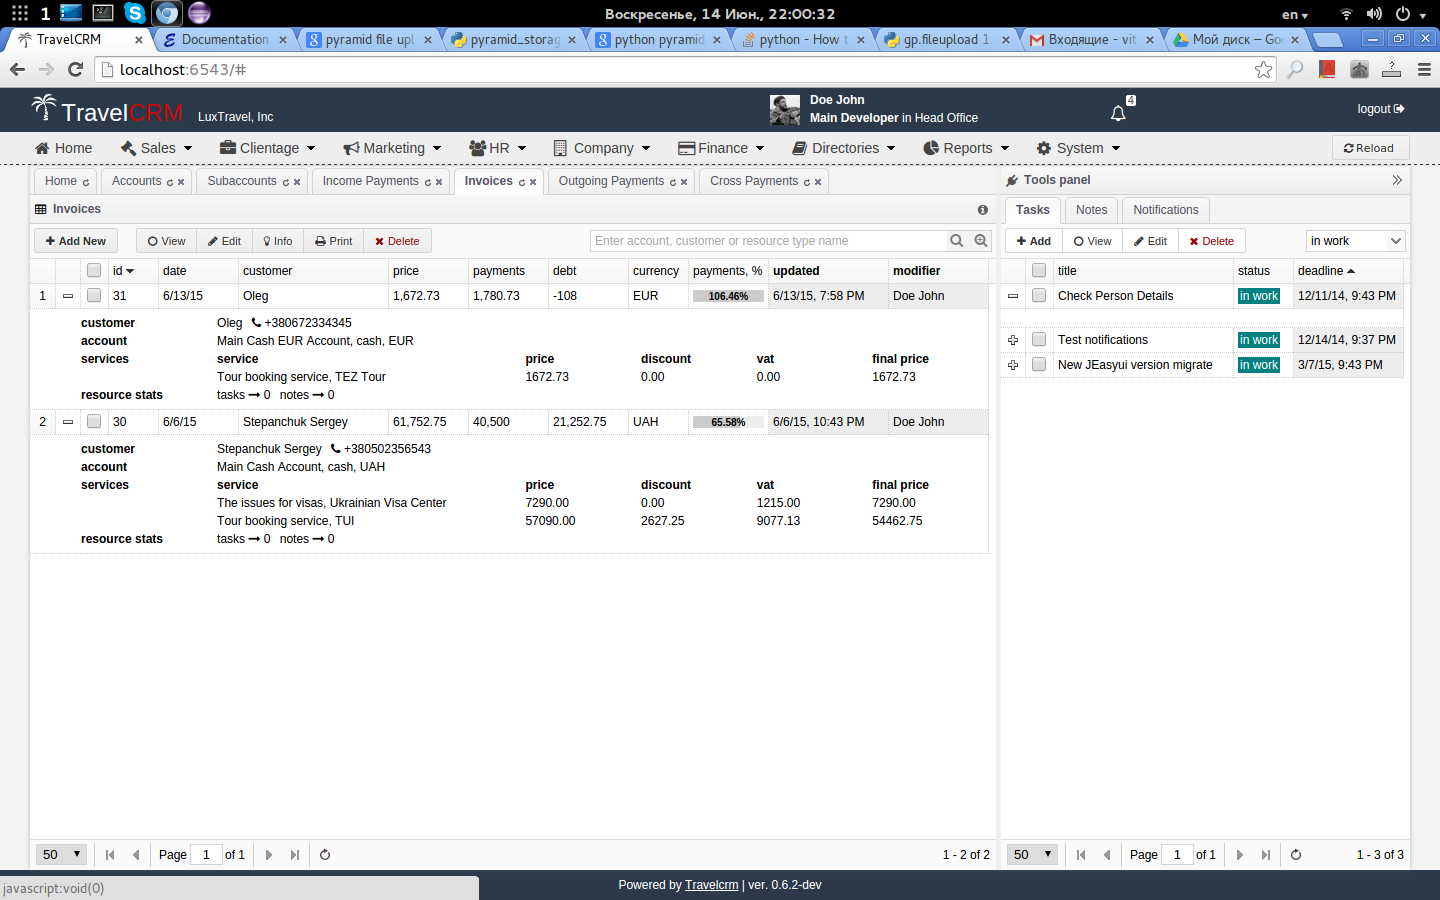 1
Воскресенье, 14 Июн., 22:00:32
en
TravelCRM
Documentation
pyramid file upl
pyramid_storag
python pyramid
python - How t
gp.fileupload 1.
Входящие - vit
Мой диск – Goo
localhost:6543/#
TravelCRM LuxTravel, Inc
Doe John
Main Developer in Head Office
4
logout
Home Sales Clientage Marketing HR Company Finance Directories Reports System Reload
Home Accounts Subaccounts Income Payments Invoices Outgoing Payments Cross Payments
Invoices
Add New View Edit Info Print Delete Enter account, customer or resource type name
id date customer price payments debt currency payments, % updated modifier
1 31 6/13/15 Oleg 1,672.73 1,780.73 -108 EUR 106.46% 6/13/15, 7:58 PM Doe John
customer Oleg +380672334345
account Main Cash EUR Account, cash, EUR
services service price discount vat final price
Tour booking service, TEZ Tour 1672.73 0.00 0.00 1672.73
resource stats tasks 0 notes 0
2 30 6/6/15 Stepanchuk Sergey 61,752.75 40,500 21,252.75 UAH 65.58% 6/6/15, 10:43 PM Doe John
customer Stepanchuk Sergey +380502356543
account Main Cash Account, cash, UAH
services service price discount vat final price
The issues for visas, Ukrainian Visa Center 7290.00 0.00 1215.00 7290.00
Tour booking service, TUI 57090.00 2627.25 9077.13 54462.75
resource stats tasks 0 notes 0
50 Page 1 of 1 1 - 2 of 2
Tools panel
Tasks Notes Notifications
Add View Edit Delete in work
title status deadline
Check Person Details in work 12/11/14, 9:43 PM
Test notifications in work 12/14/14, 9:37 PM
New JEasyui version migrate in work 3/7/15, 9:43 PM
50 Page 1 of 1 1 - 3 of 3
javascript:void(0)
Powered by Travelcrm | ver. 0.6.2-dev